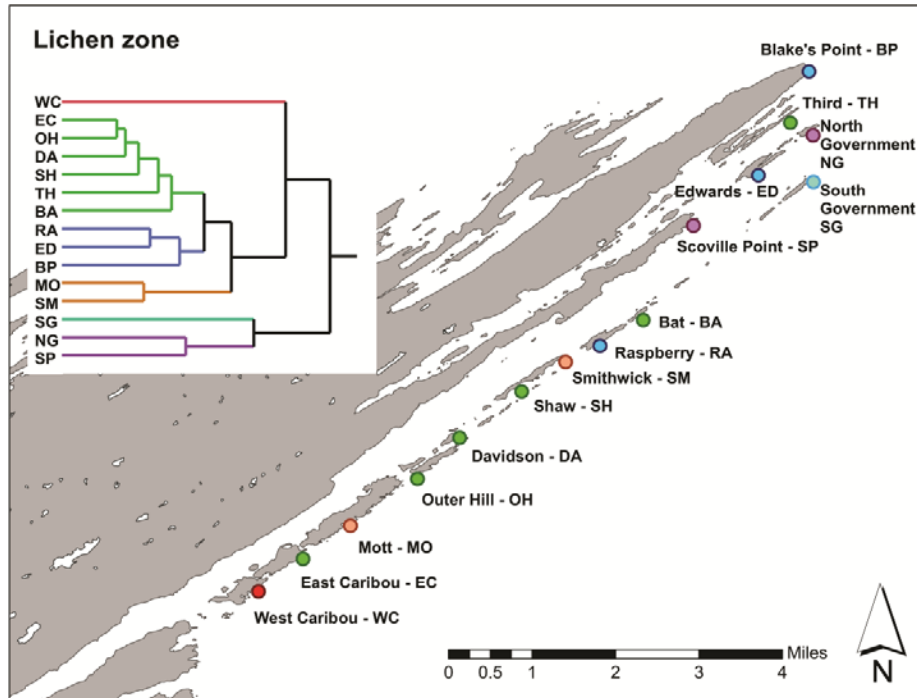 Lichen zone
WC
EC
OH
DA
SH
TH
BA
RA
ED
BP
MO
SM
SG
NG
SP
Blake's Point - BP
Third - TH
North
Government
NG
Edwards - ED
South
Government
SG
Scoville Point - SP
Bat - BA
Raspberry - RA
Smithwick - SM
Shaw - SH
Davidson - DA
Outer Hill - OH
Mott - MO
East Caribou - EC
West Caribou - WC
Miles
0 0.5 1 2 3 4
N